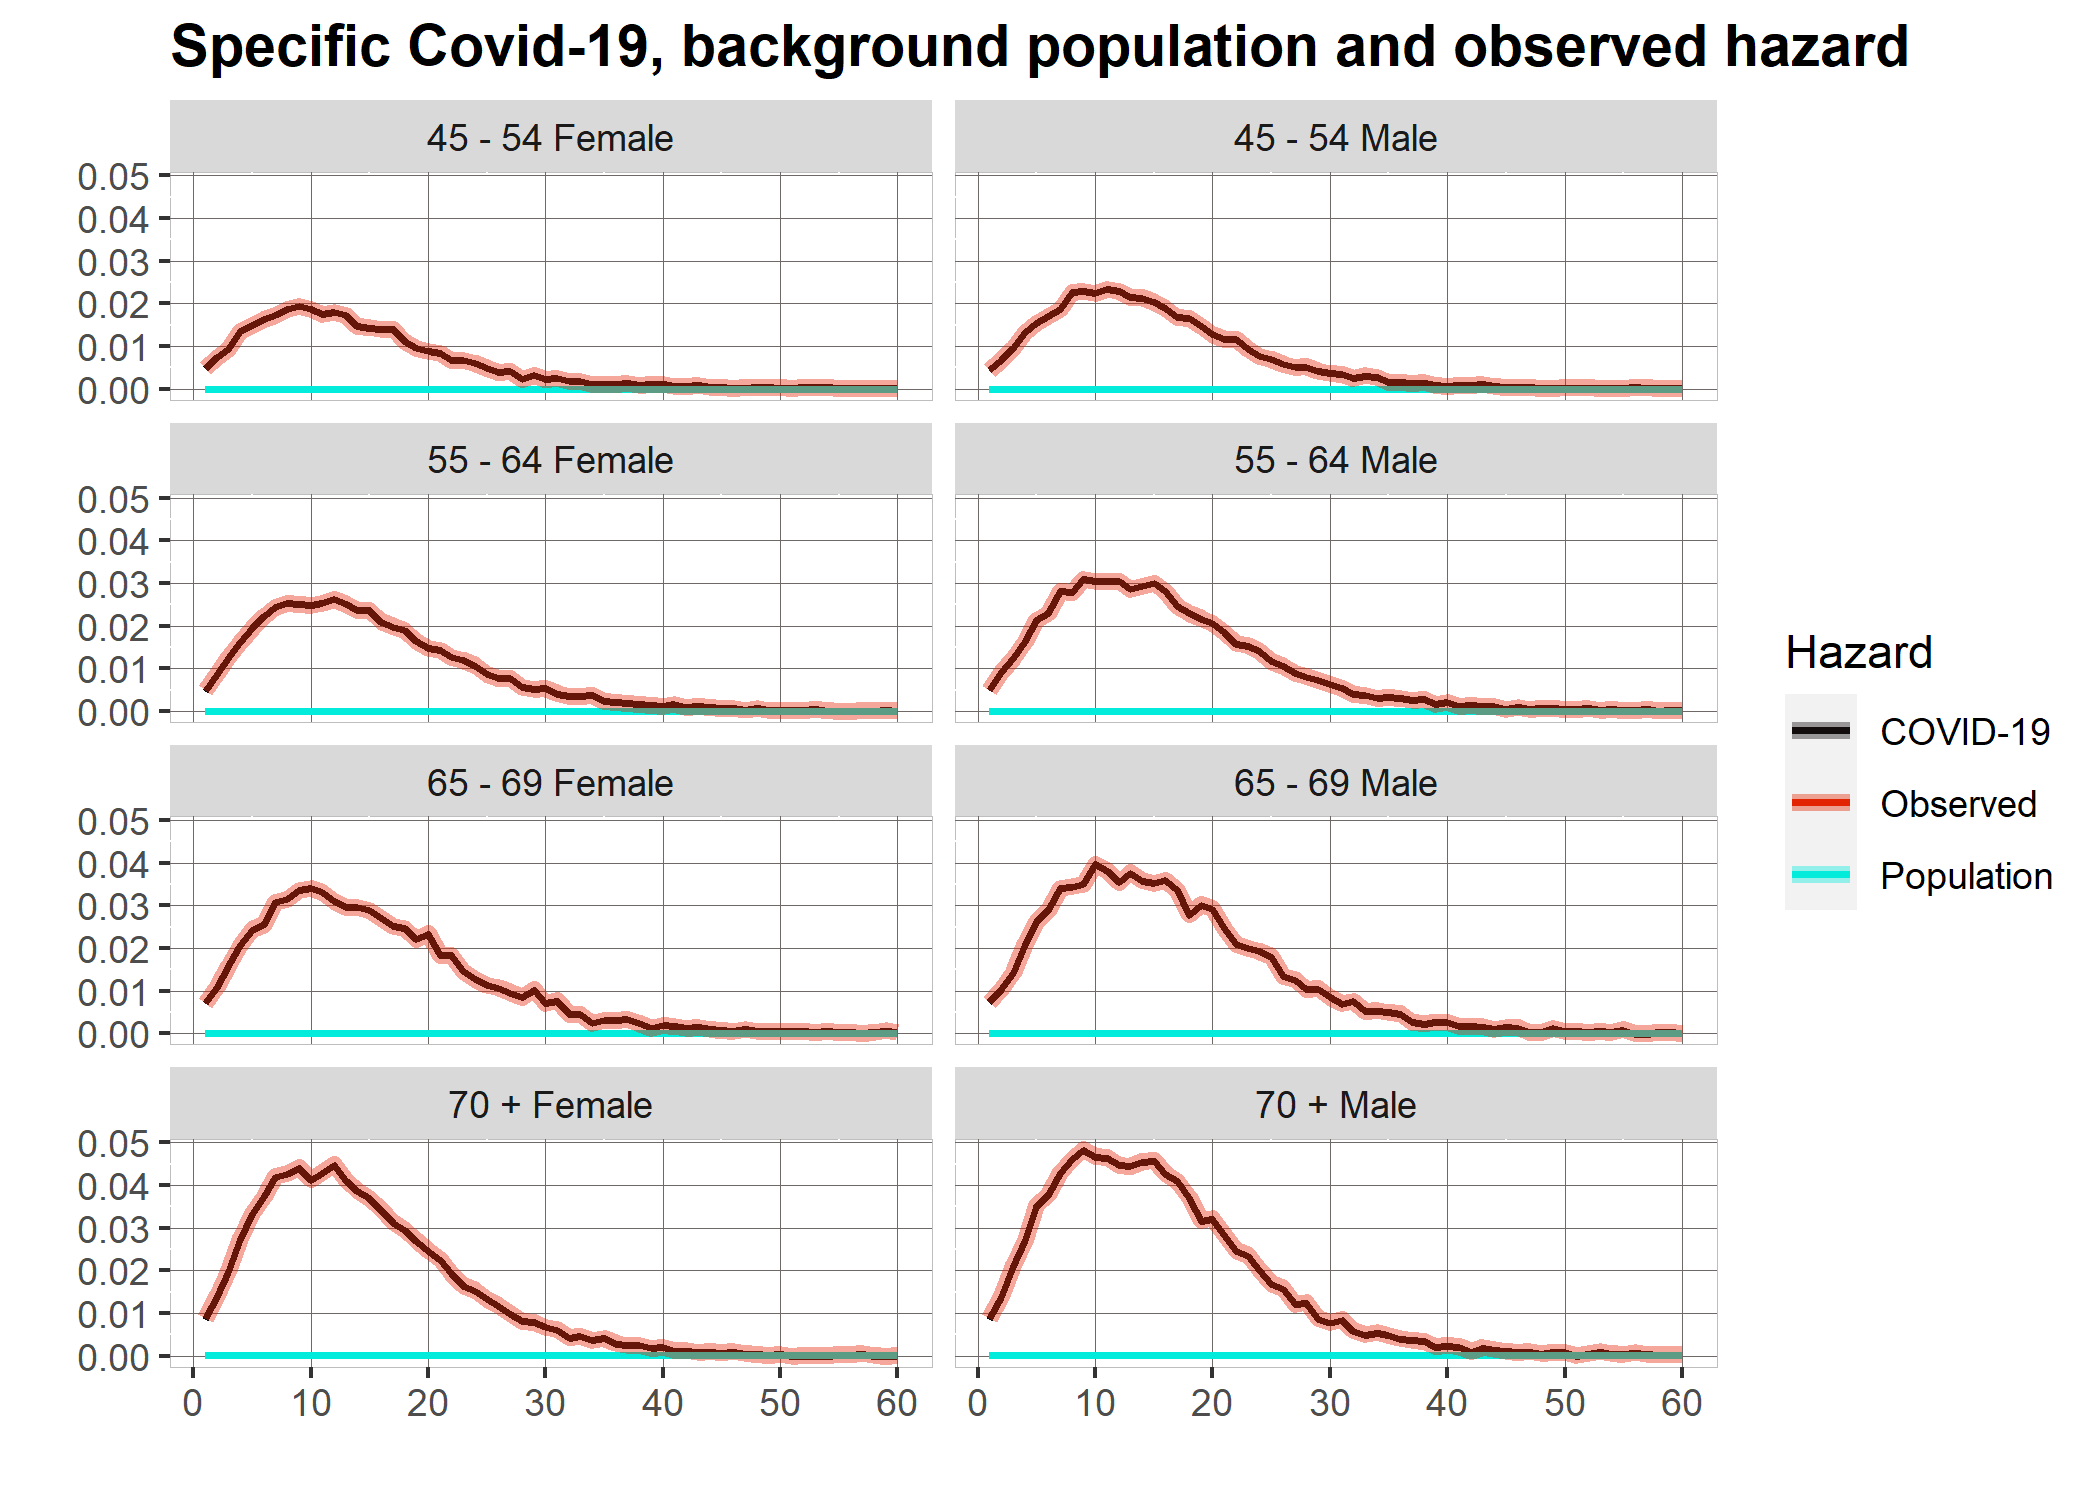 Specific Covid-19, background population and observed hazard
45 - 54 Female
45 - 54 Male
0.05
0.04
0.03
0.02
0.01
0.00
55 - 64 Female
55 - 64 Male
0.05
0.04
0.03
0.02
0.01
0.00
65 - 69 Female
65 - 69 Male
0.05
0.04
0.03
0.02
0.01
0.00
70 + Female
70 + Male
0.05
0.04
0.03
0.02
0.01
0.00
0 10 20 30 40 50 60
0 10 20 30 40 50 60
Hazard
COVID-19
Observed
Population